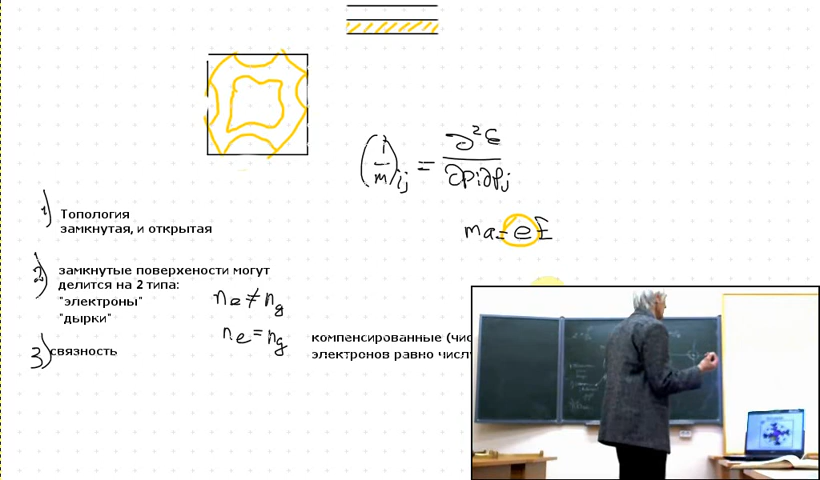 (1/m)ij = ∂²ε/∂pi∂pj
ma=eE
1) Топология
замкнутая, и открытая
2) замкнутые поверхености могут
делится на 2 типа:
"электроны"
"дырки"
ne ≠ ng
ne = ng
3) связность
компенсированные (чис
электронов равно числ